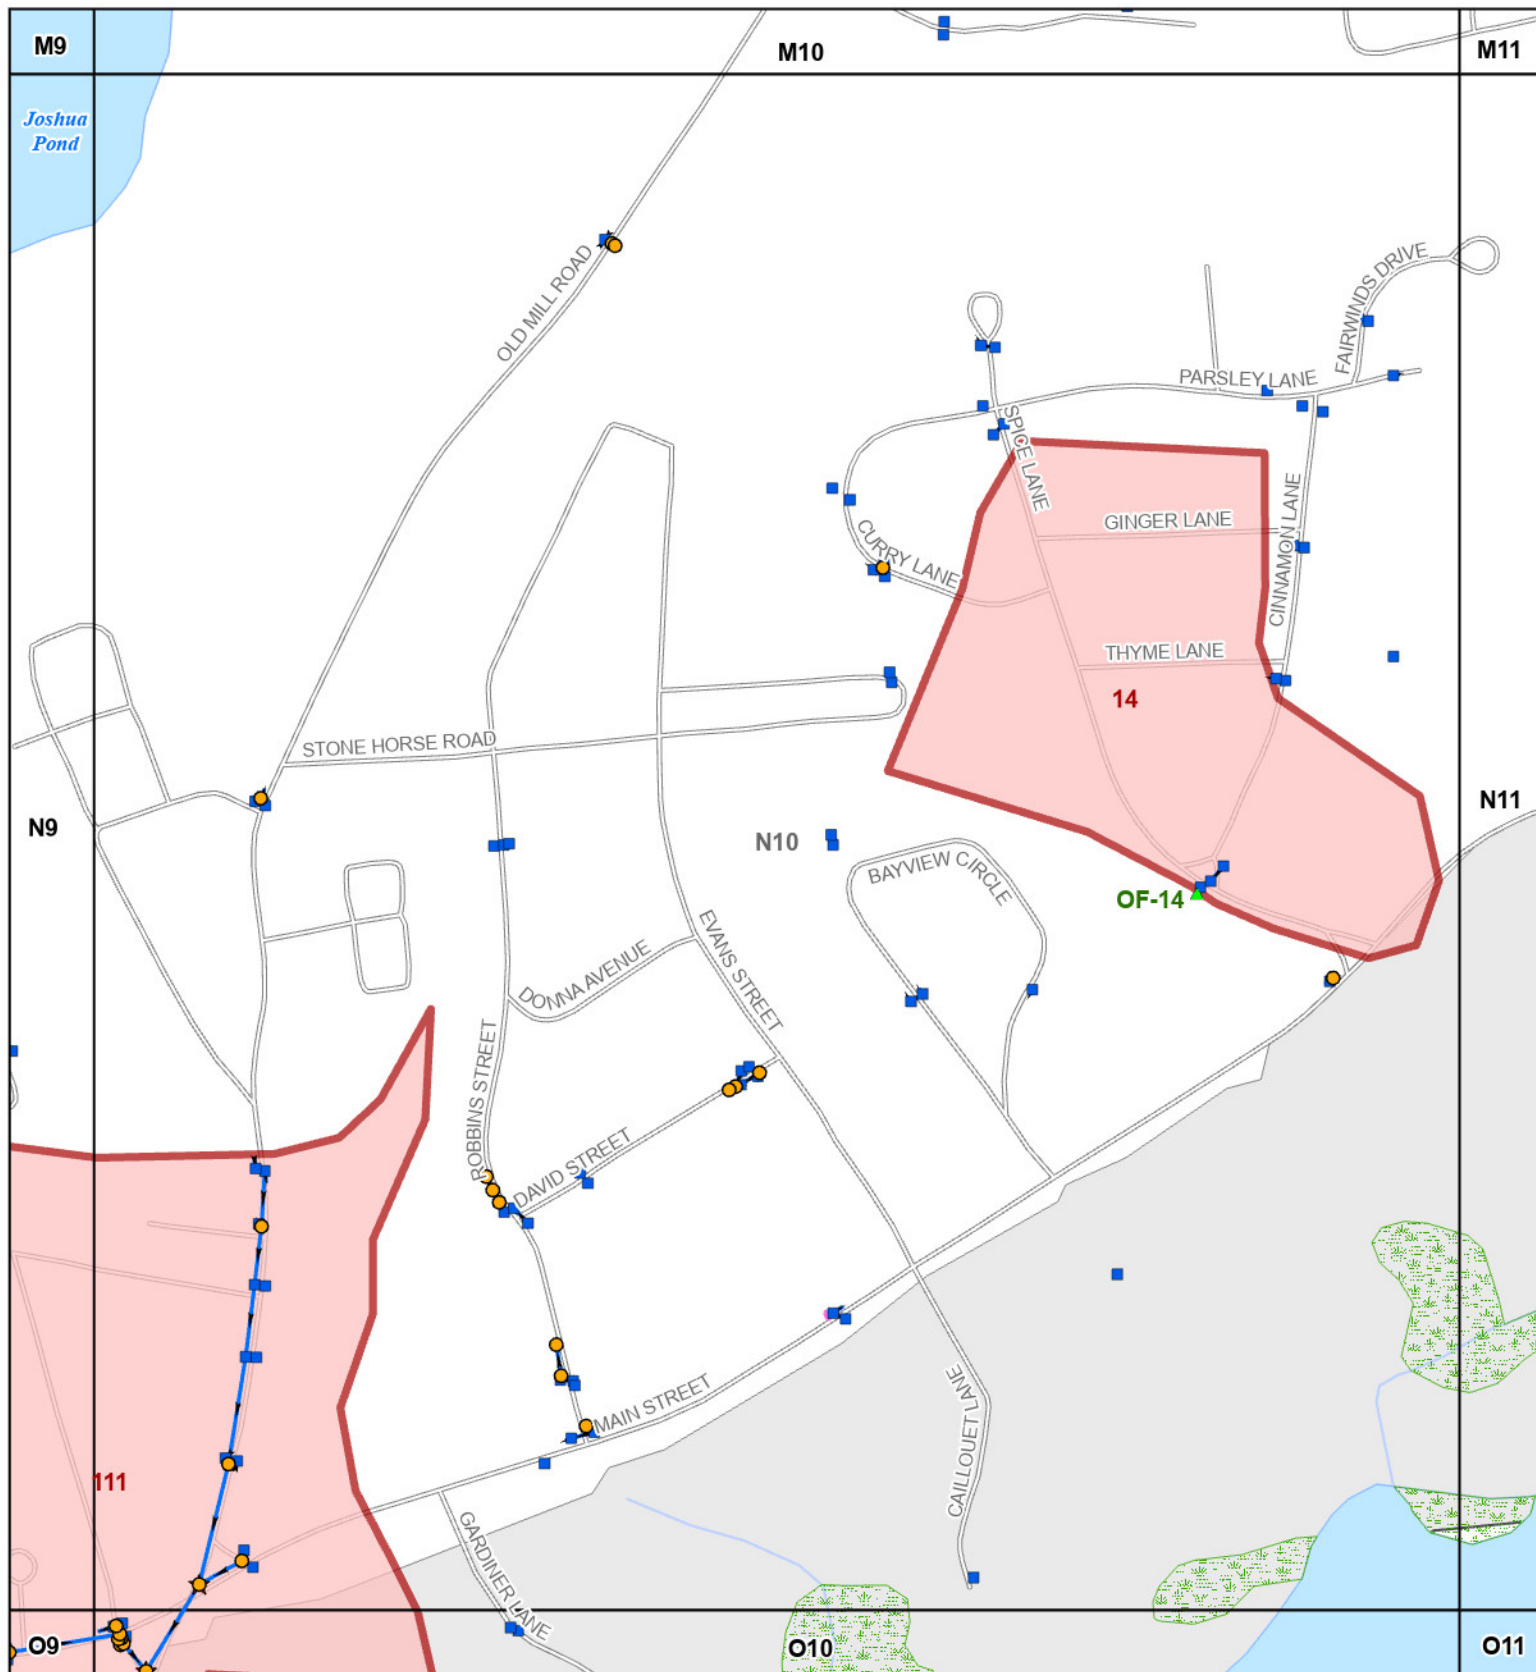 M9
M10
M11
Joshua
Pond
OLD MILL ROAD
FAIRWINDS DRIVE
PARSLEY LANE
SPICE LANE
CINNAMON LANE
GINGER LANE
CURRY LANE
THYME LANE
14
STONE HORSE ROAD
N9
N10
N11
BAYVIEW CIRCLE
OF-14
EVANS STREET
DONNA AVENUE
ROBBINS STREET
DAVID STREET
MAIN STREET
CAILLOUET LANE
111
GARDINER LANE
O9
O10
O11